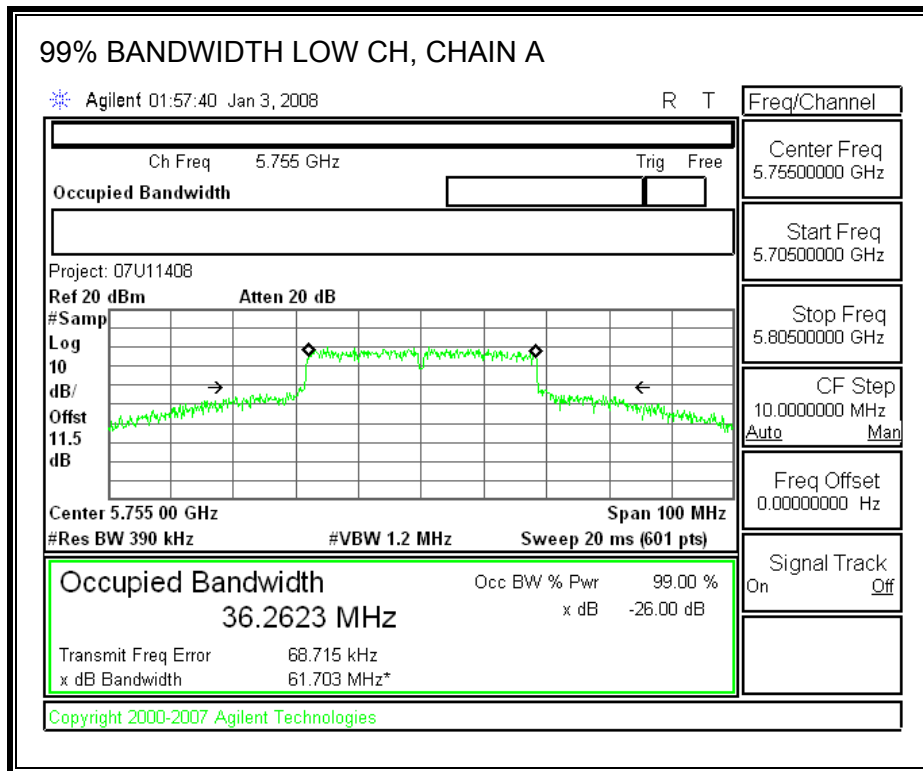 99% BANDWIDTH LOW CH, CHAIN A
Agilent 01:57:40 Jan 3, 2008 R T
Freq/Channel
Ch Freq 5.755 GHz Trig Free
Occupied Bandwidth
Center Freq
5.75500000 GHz
Start Freq
5.70500000 GHz
Stop Freq
5.80500000 GHz
CF Step
10.0000000 MHz
Auto Man
Freq Offset
0.00000000 Hz
Signal Track
On Off
Project: 07U11408
Ref 20 dBm Atten 20 dB
#Samp
Log
10
dB/
Offst
11.5
dB
Center 5.755 00 GHz Span 100 MHz
#Res BW 390 kHz #VBW 1.2 MHz Sweep 20 ms (601 pts)
Occupied Bandwidth Occ BW % Pwr 99.00 %
36.2623 MHz x dB -26.00 dB
Transmit Freq Error 68.715 kHz
x dB Bandwidth 61.703 MHz*
Copyright 2000-2007 Agilent Technologies